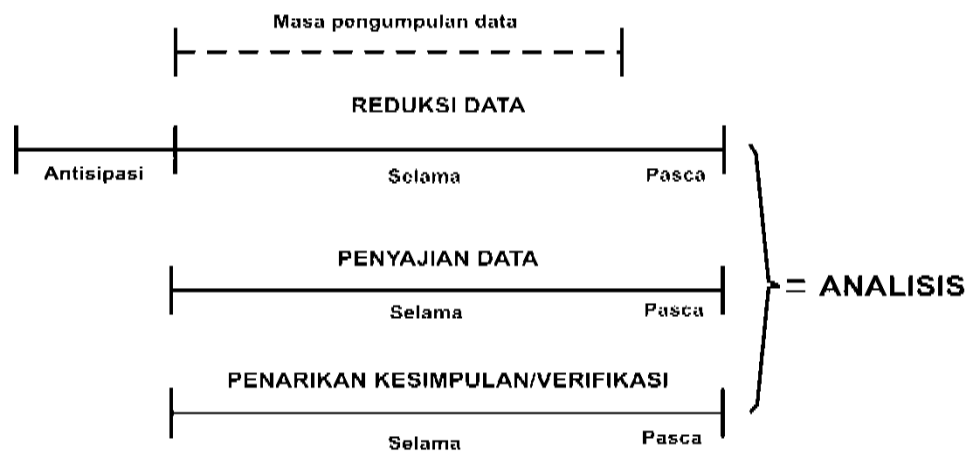 Masa pengumpulan data
REDUKSI DATA
Antisipasi
Selama
Pasca
PENYAJIAN DATA
Selama
Pasca
= ANALISIS
PENARIKAN KESIMPULAN/VERIFIKASI
Selama
Pasca